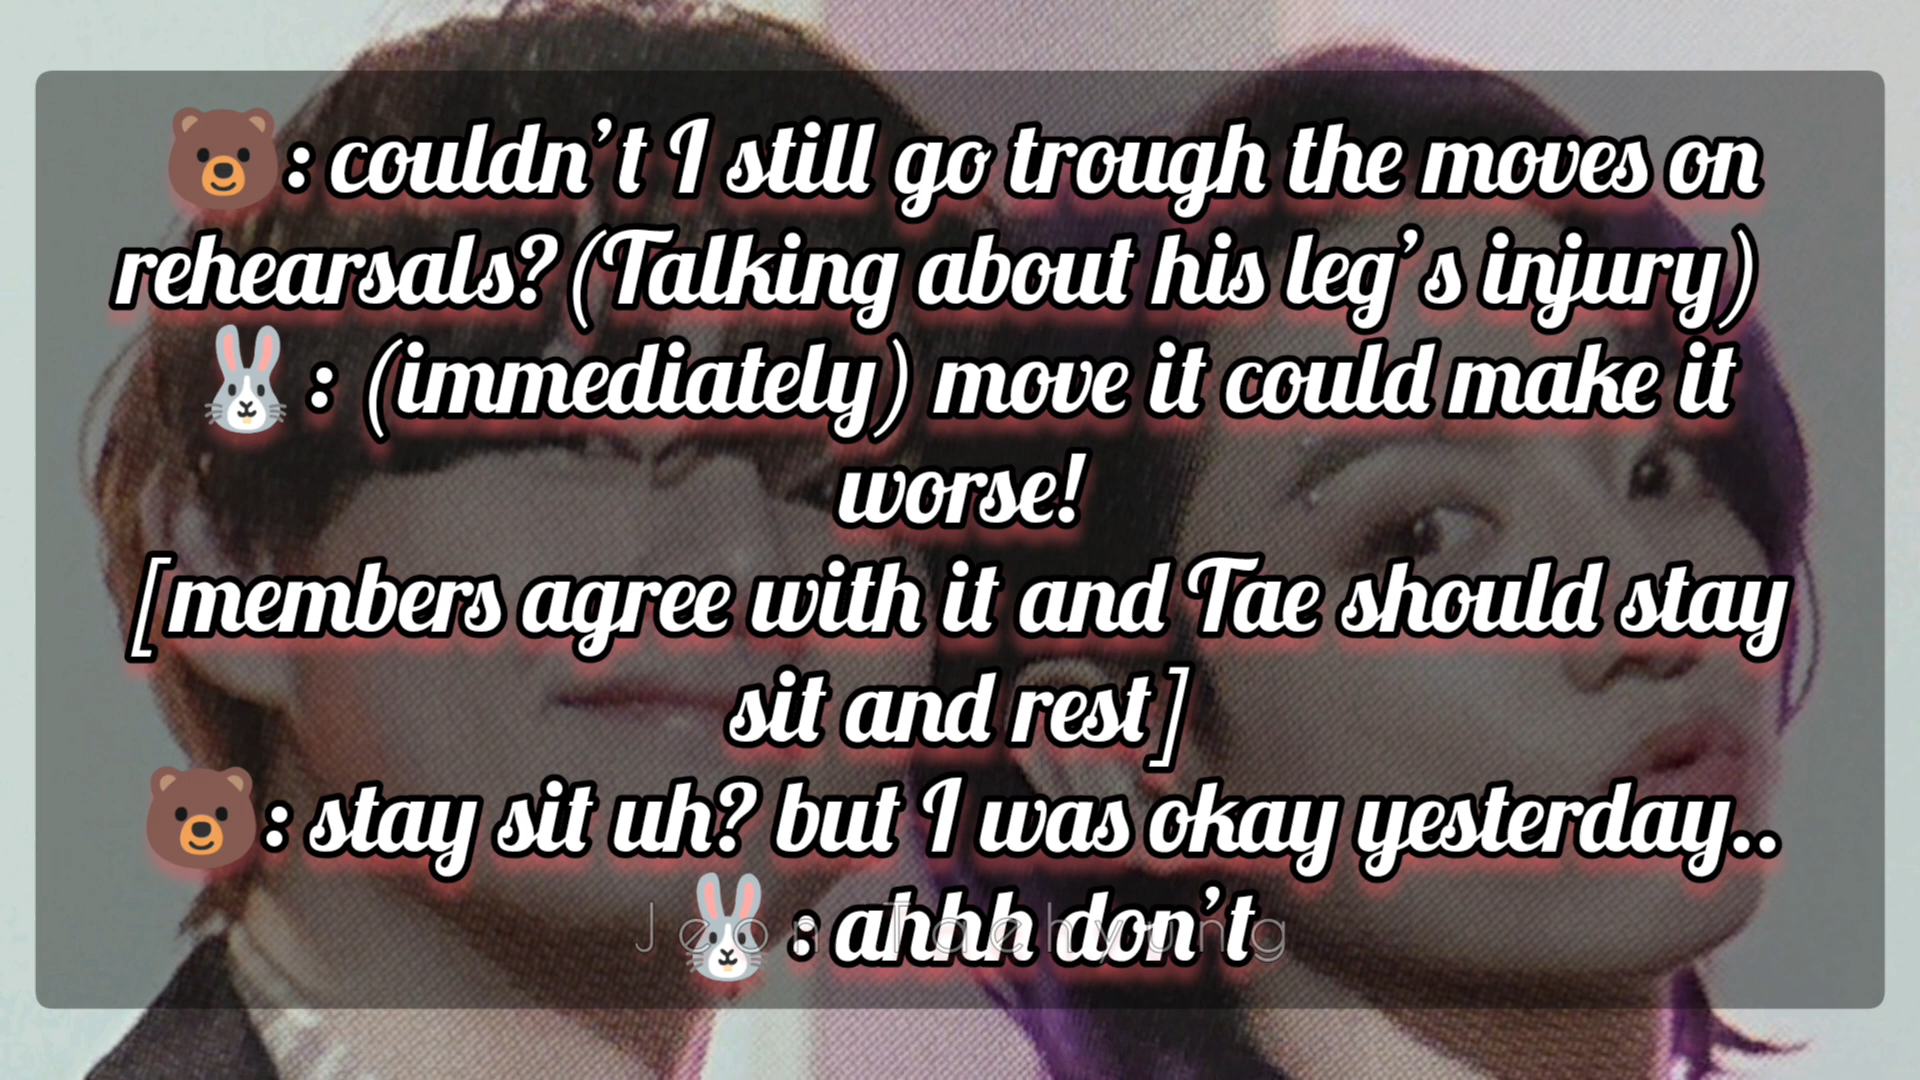 🐻: couldn't I still go trough the moves on
rehearsals? (Talking about his leg's injury)
🐰: (immediately) move it could make it
worse!
[members agree with it and Tae should stay
sit and rest]
🐻: stay sit uh? but I was okay yesterday..
🐰: ahhh don't
Jeon Taehyung